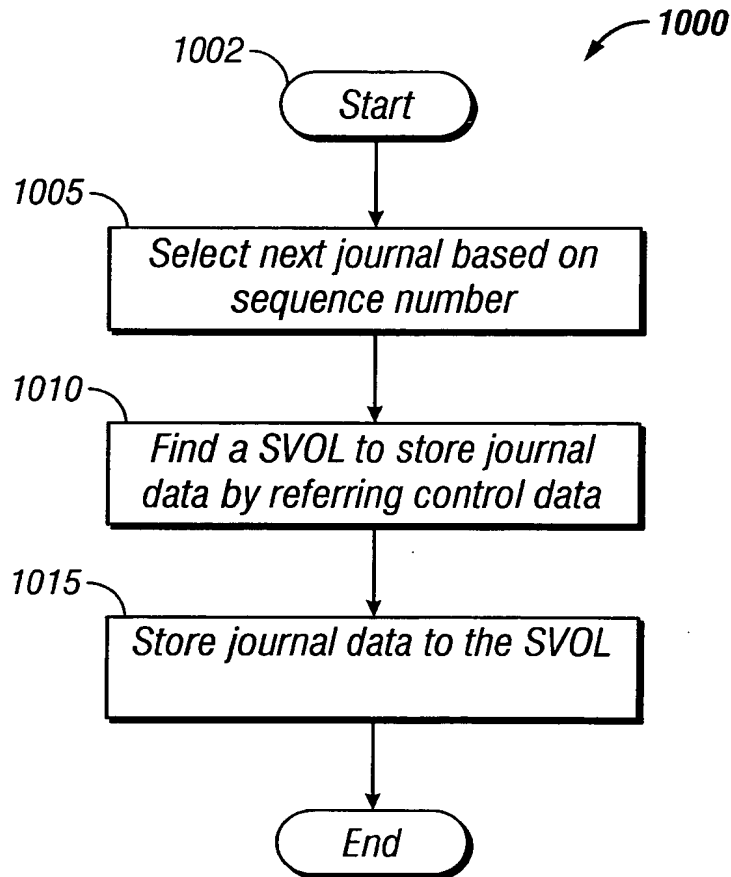 1000
1002
Start
1005
Select next journal based on
sequence number
1010
Find a SVOL to store journal
data by referring control data
1015
Store journal data to the SVOL
End